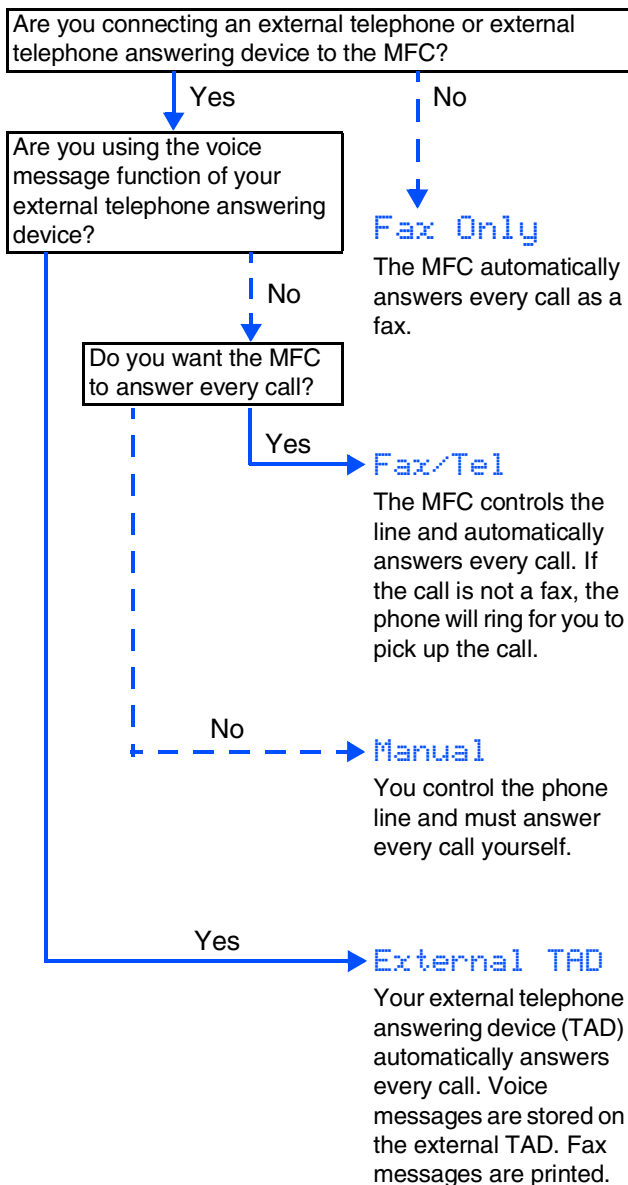 Are you connecting an external telephone or external
telephone answering device to the MFC?
Yes
No
Are you using the voice
message function of your
external telephone answering
device?
Fax Only
The MFC automatically
answers every call as a
fax.
No
Do you want the MFC
to answer every call?
Yes
Fax/Tel
The MFC controls the
line and automatically
answers every call. If
the call is not a fax, the
phone will ring for you to
pick up the call.
No
Manual
You control the phone
line and must answer
every call yourself.
Yes
External TAD
Your external telephone
answering device (TAD)
automatically answers
every call. Voice
messages are stored on
the external TAD. Fax
messages are printed.